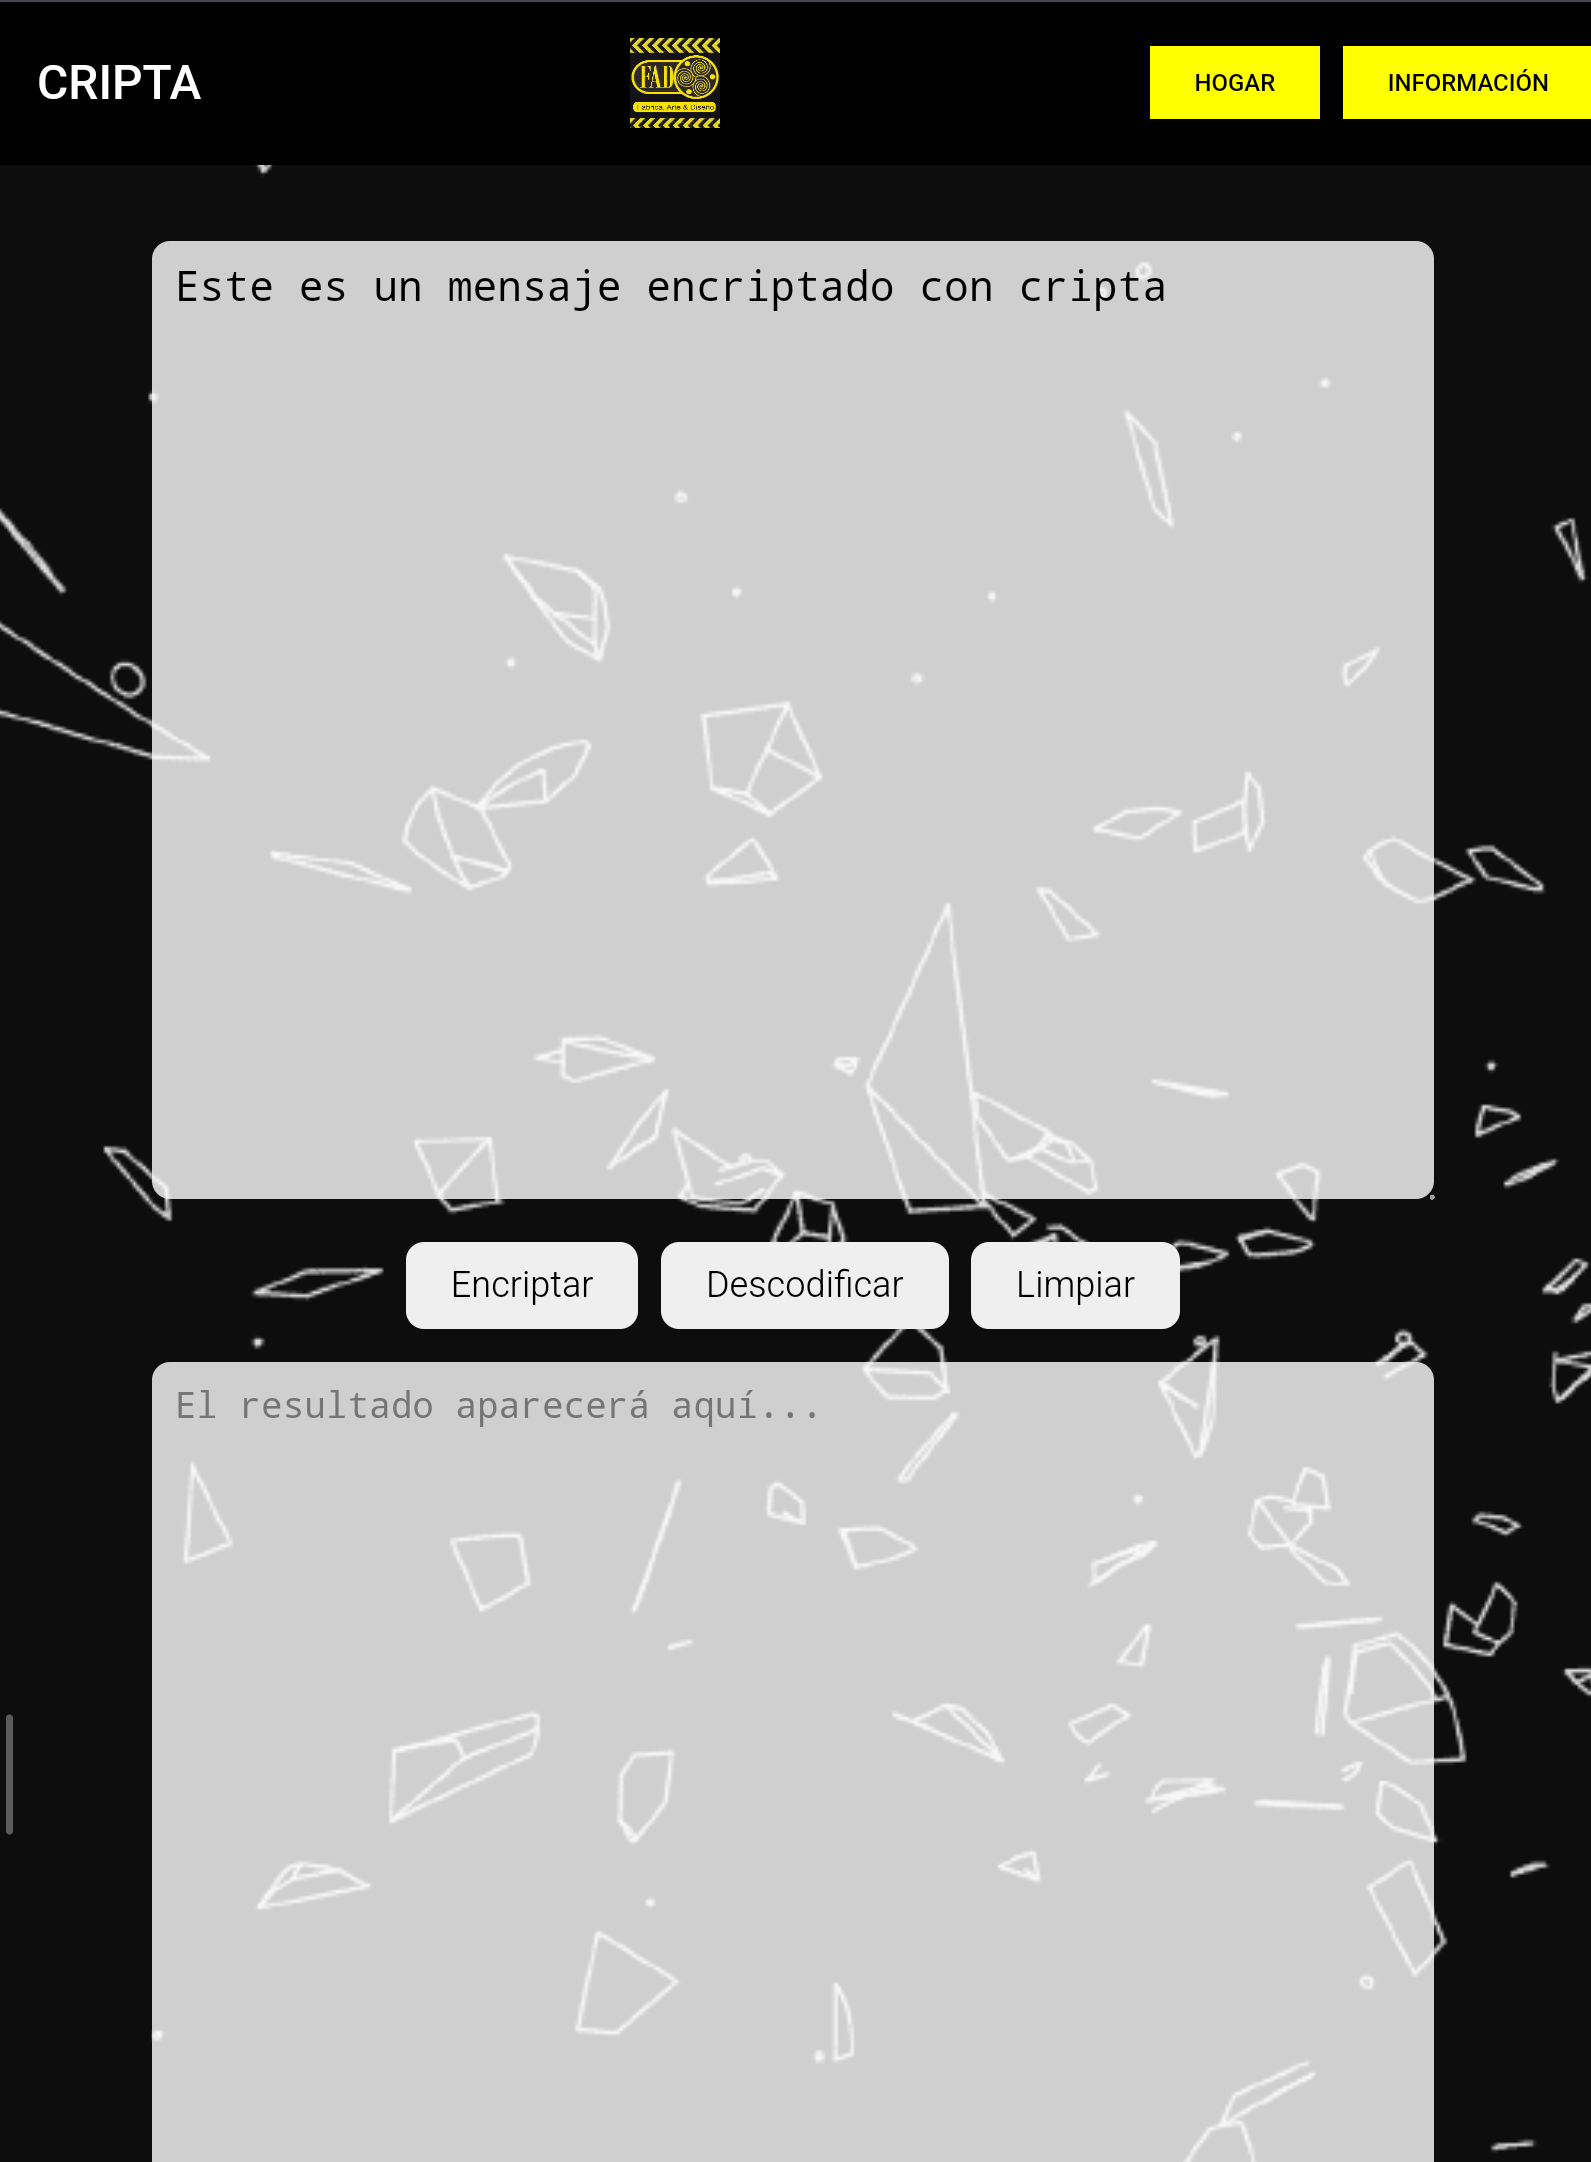 CRIPTA
FAD
Fabrica, Arte & Diseño
HOGAR
INFORMACIÓN
Este es un mensaje encriptado con cripta
Encriptar
Descodificar
Limpiar
El resultado aparecerá aquí...